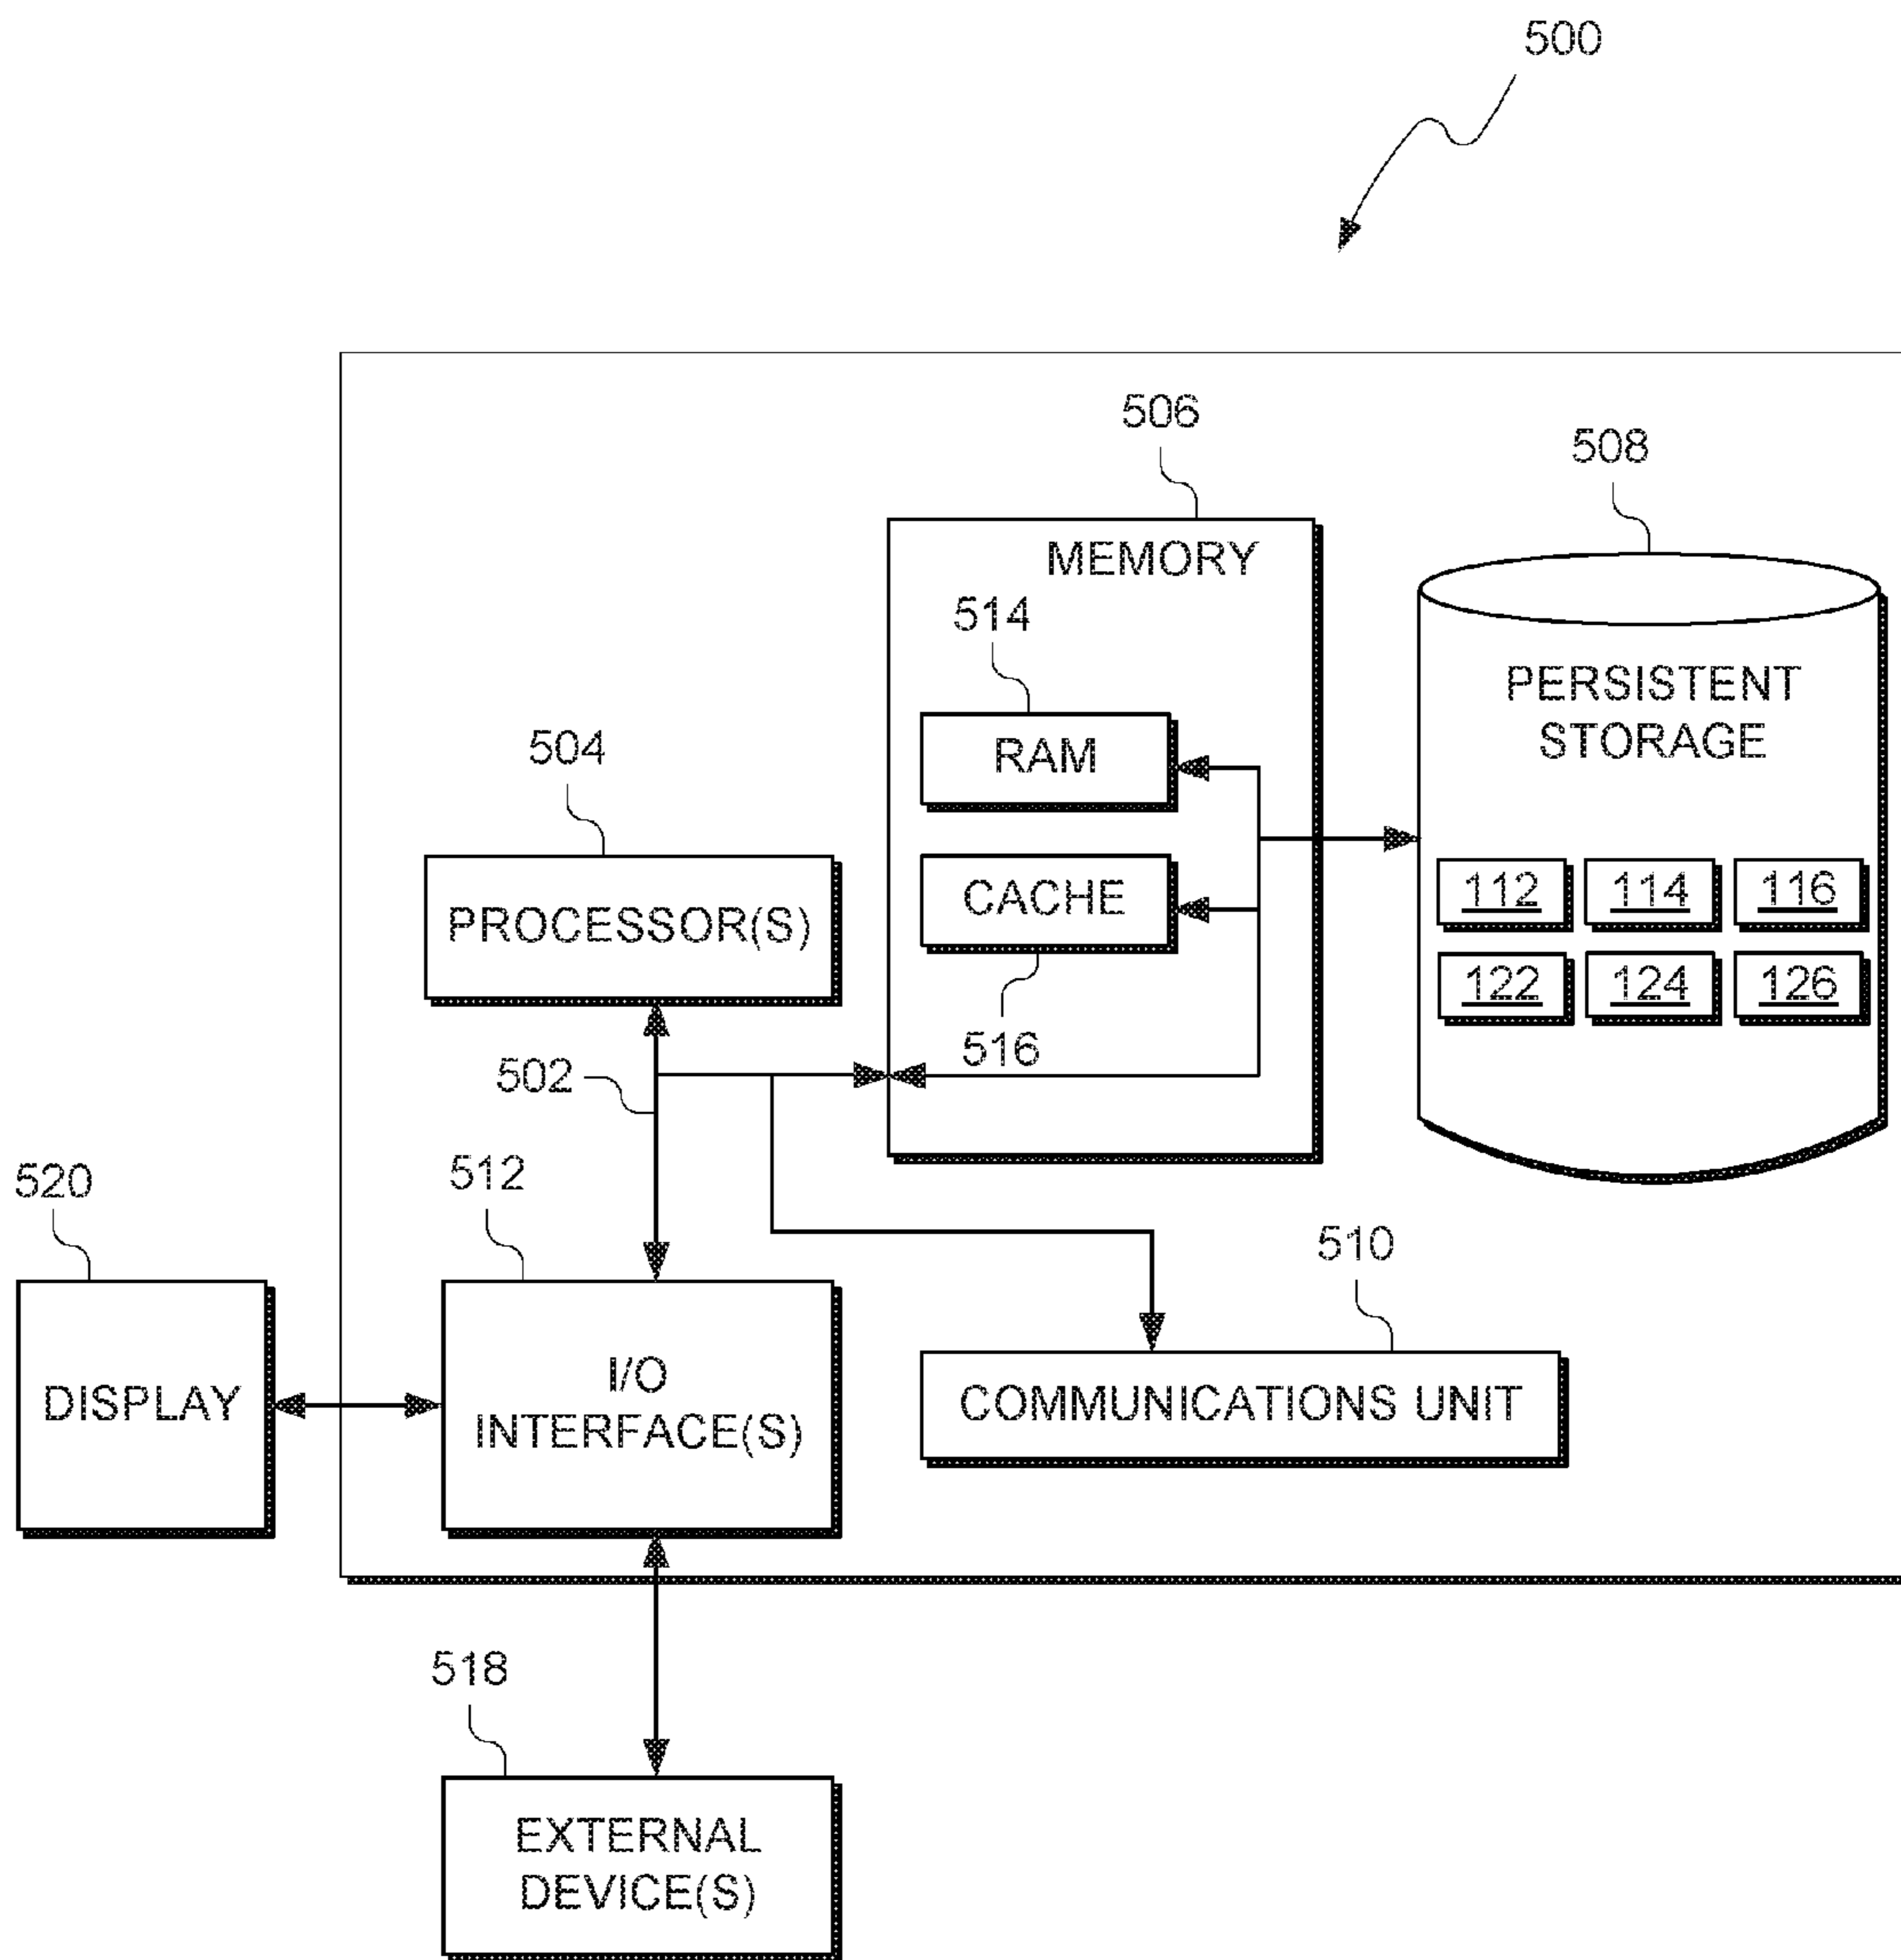 500
506
508
MEMORY
514
PERSISTENT
STORAGE
RAM
504
CACHE
112 114 116
PROCESSOR(S)
122 124 126
516
502
520
512
510
I/O
INTERFACE(S)
DISPLAY
COMMUNICATIONS UNIT
518
EXTERNAL
DEVICE(S)